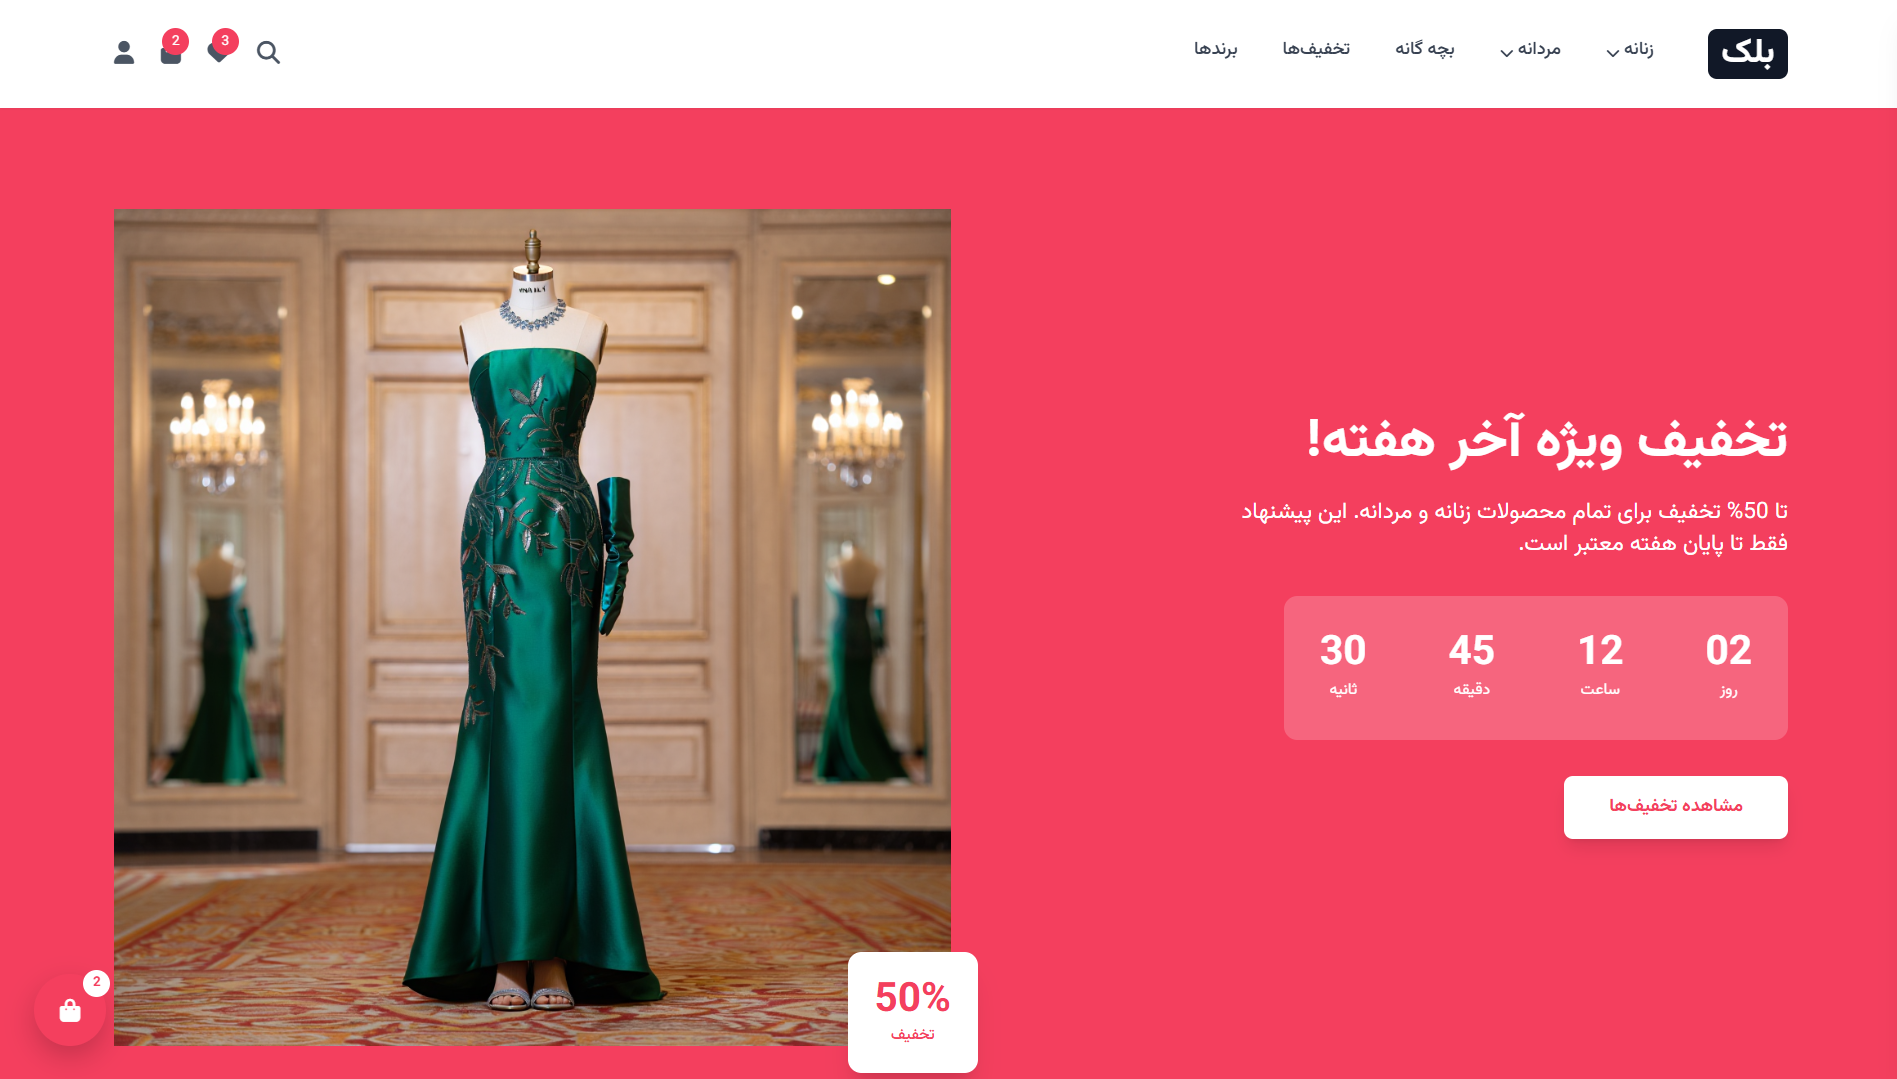 بلک
زنانه
مردانه
بچه گانه
تخفیف‌ها
برندها
3
2
تخفیف ویژه آخر هفته!
تا 50% تخفیف برای تمام محصولات زنانه و مردانه. این پیشنهاد
فقط تا پایان هفته معتبر است.
02
روز
12
ساعت
45
دقیقه
30
ثانیه
مشاهده تخفیف‌ها
50%
تخفیف
2